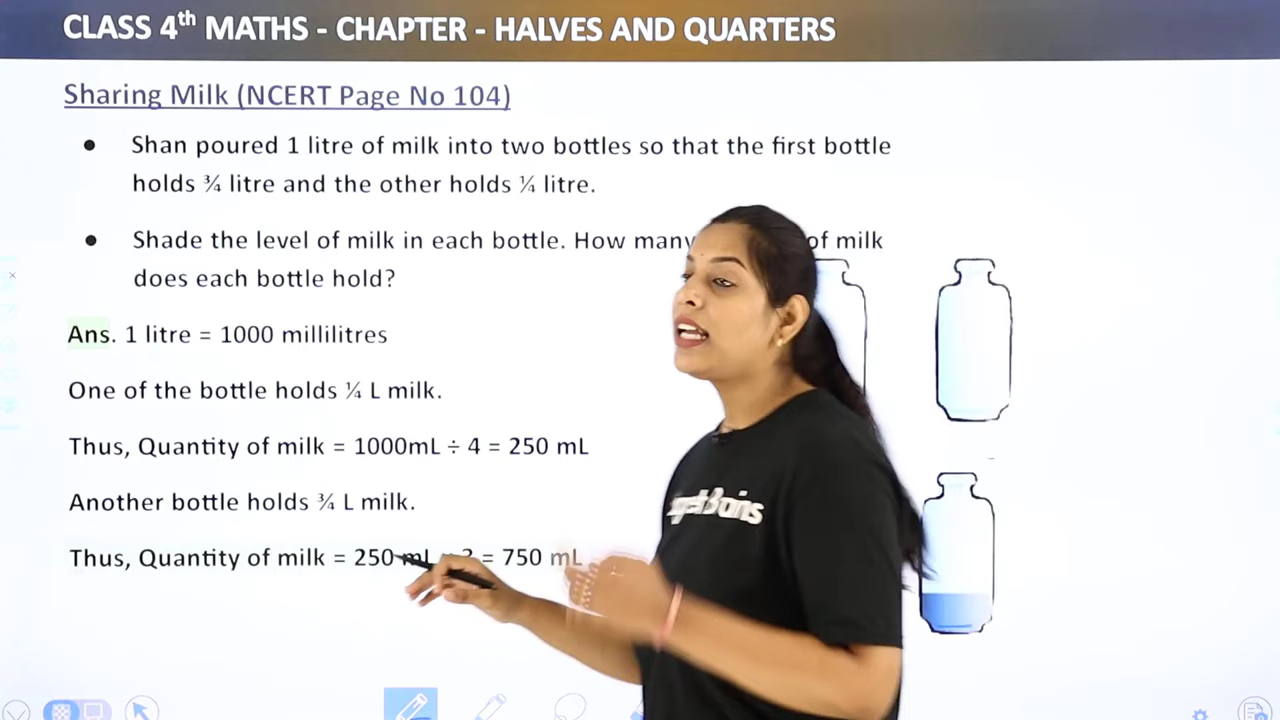 CLASS 4th MATHS - CHAPTER - HALVES AND QUARTERS
Sharing Milk (NCERT Page No 104)
• Shan poured 1 litre of milk into two bottles so that the first bottle
holds ¾ litre and the other holds ¼ litre.
• Shade the level of milk in each bottle. How many of milk
does each bottle hold?
Ans. 1 litre = 1000 millilitres
One of the bottle holds ¼ L milk.
Thus, Quantity of milk = 1000mL ÷ 4 = 250 mL
Another bottle holds ¾ L milk.
Thus, Quantity of milk = 250 mL = 750 mL